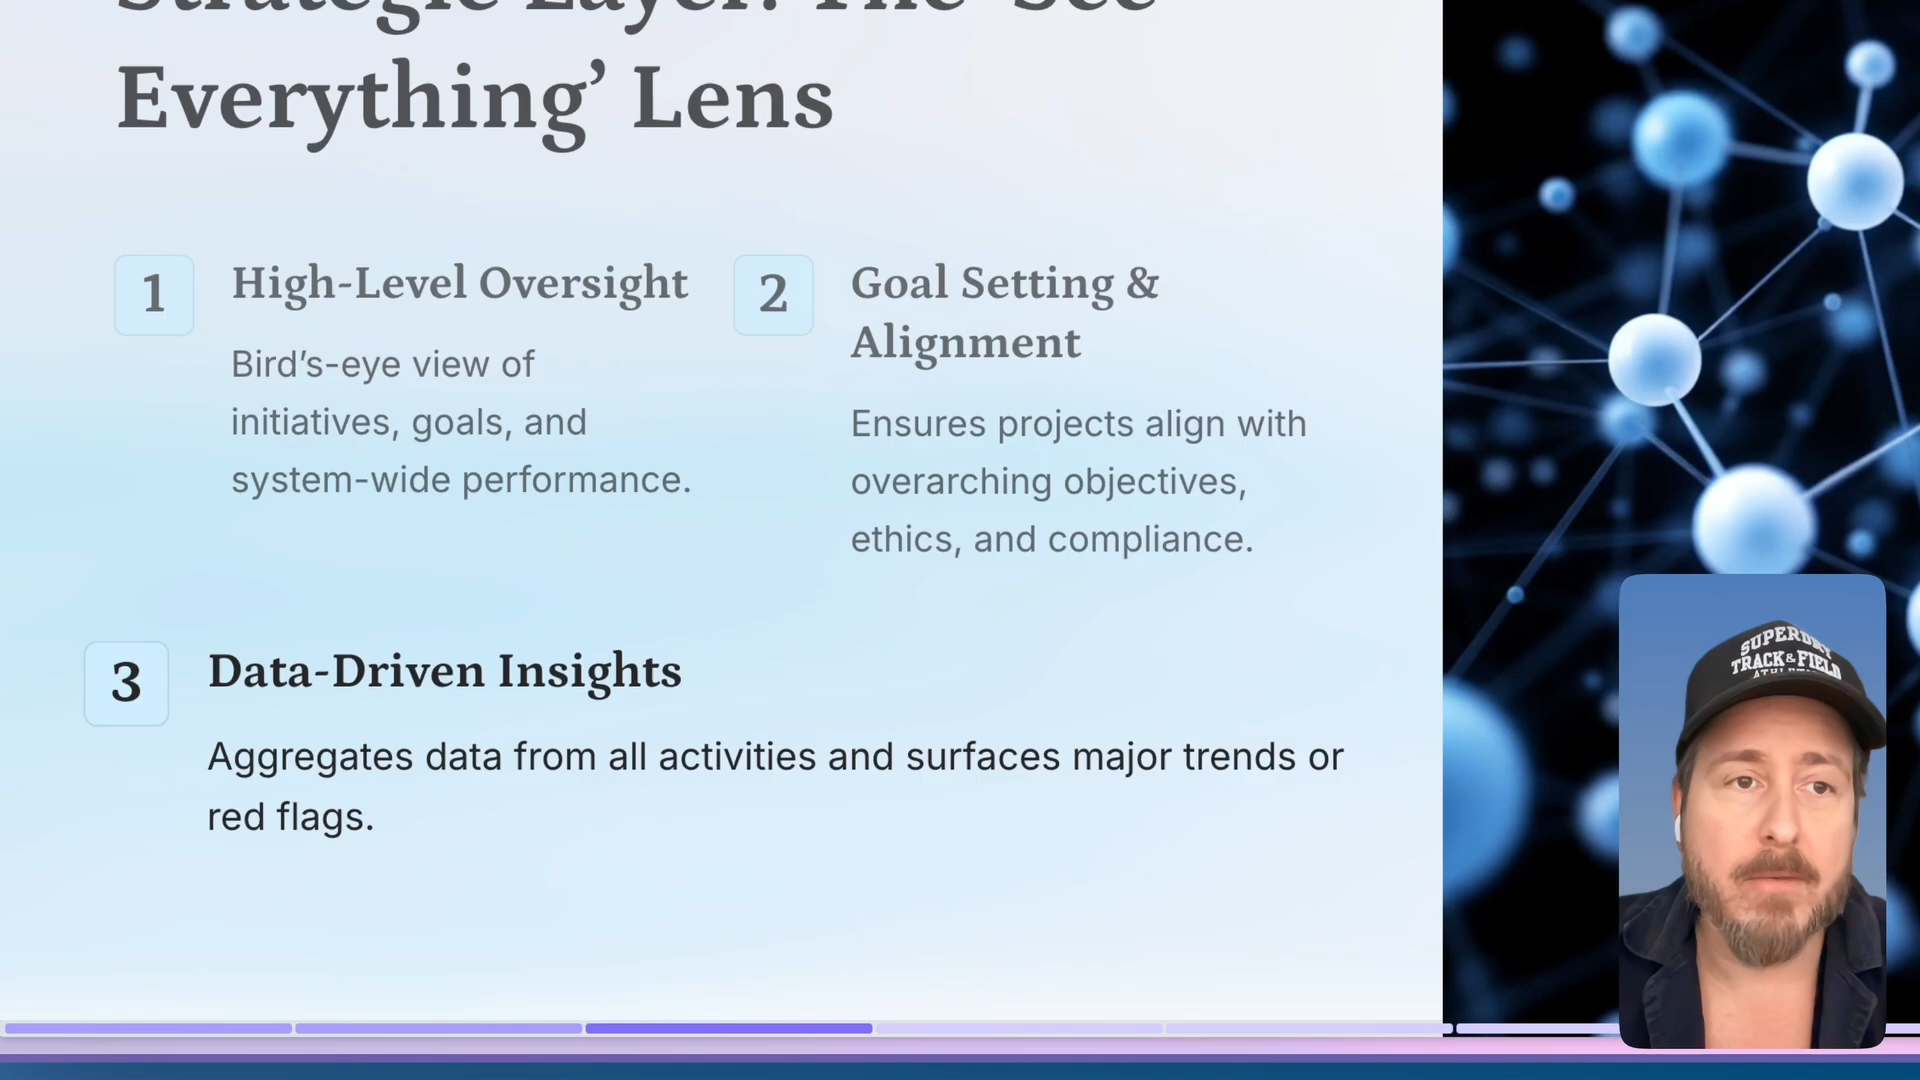 Strategic Layer: The ‘See
Everything’ Lens
1
High-Level Oversight
Bird’s-eye view of
initiatives, goals, and
system-wide performance.
2
Goal Setting &
Alignment
Ensures projects align with
overarching objectives,
ethics, and compliance.
3
Data-Driven Insights
Aggregates data from all activities and surfaces major trends or
red flags.
SUPERDRY
TRACK & FIELD